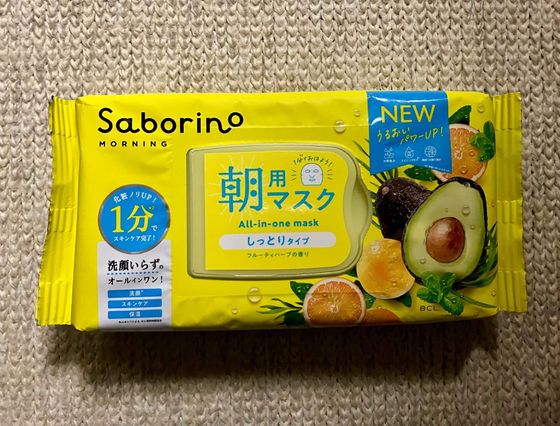 Saborino
MORNING
化粧ノリUP!
1分で
スキンケア完了!
洗顔いらずの
オールインワン!
洗顔
スキンケア
保湿
朝用マスク
All-in-one mask
しっとりタイプ
フルーティハーブの香り
NEW
うるおい
パワーUP!
BCL